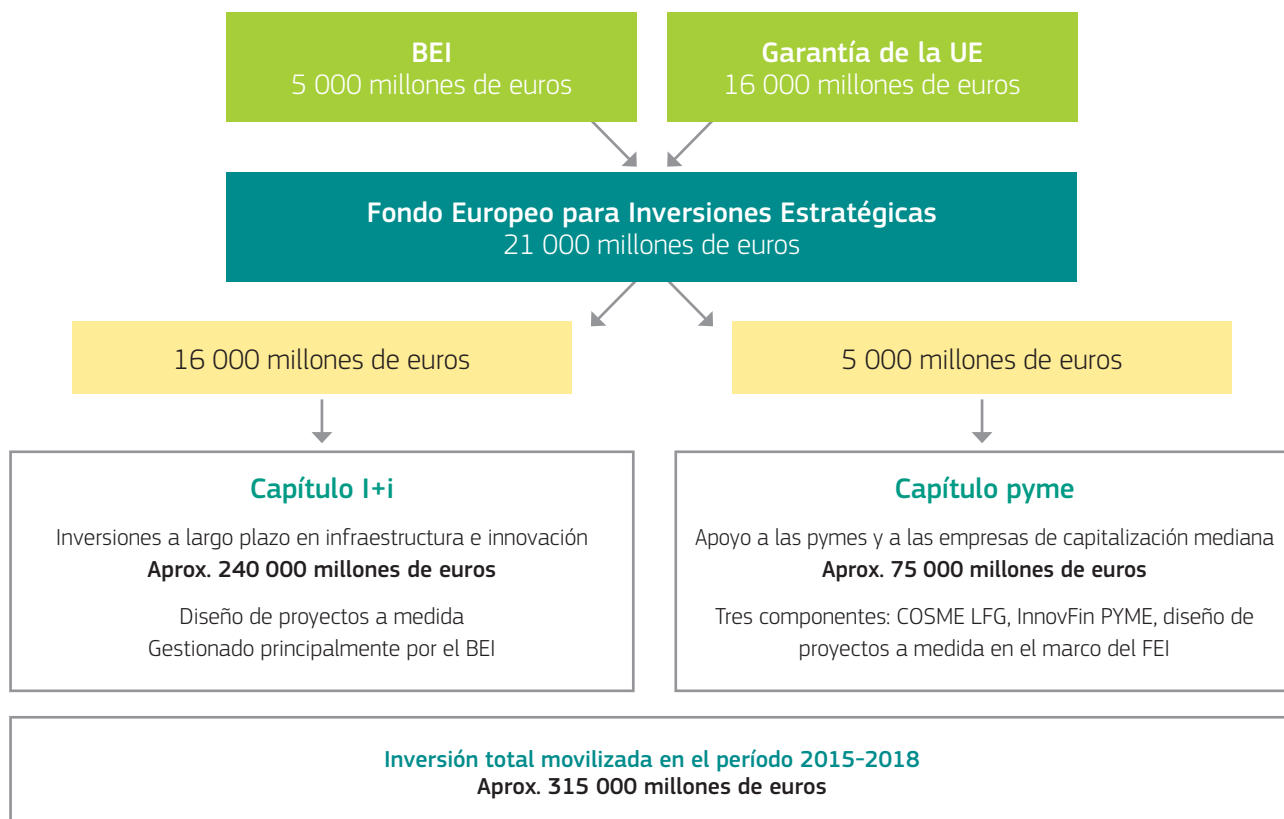 BEI
5 000 millones de euros
Garantía de la UE
16 000 millones de euros
Fondo Europeo para Inversiones Estratégicas
21 000 millones de euros
16 000 millones de euros
5 000 millones de euros
Capítulo I+i
Inversiones a largo plazo en infraestructura e innovación
Aprox. 240 000 millones de euros
Diseño de proyectos a medida
Gestionado principalmente por el BEI
Capítulo pyme
Apoyo a las pymes y a las empresas de capitalización mediana
Aprox. 75 000 millones de euros
Tres componentes: COSME LFG, InnovFin PYME, diseño de
proyectos a medida en el marco del FEI
Inversión total movilizada en el período 2015-2018
Aprox. 315 000 millones de euros